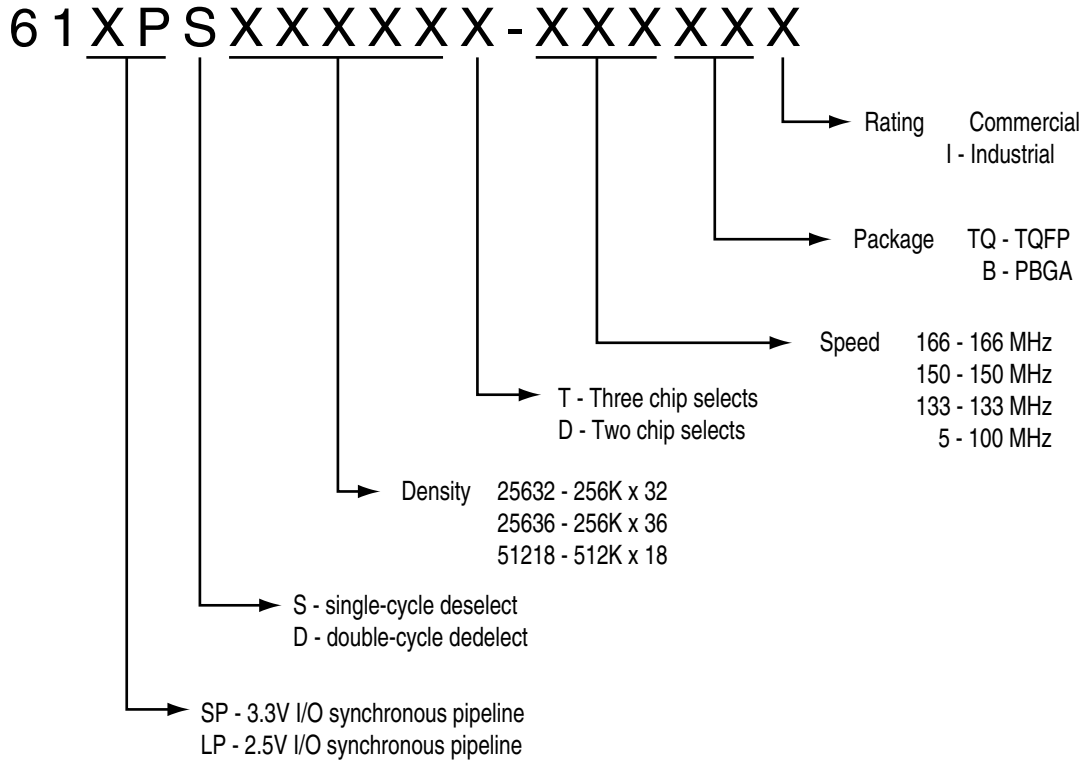 61XPSXXXXXXX-XXXXXX
Rating Commercial
I - Industrial
Package TQ - TQFP
B - PBGA
Speed 166 - 166 MHz
150 - 150 MHz
133 - 133 MHz
5 - 100 MHz
T - Three chip selects
D - Two chip selects
Density 25632 - 256K x 32
25636 - 256K x 36
51218 - 512K x 18
S - single-cycle deselect
D - double-cycle dedelect
SP - 3.3V I/O synchronous pipeline
LP - 2.5V I/O synchronous pipeline